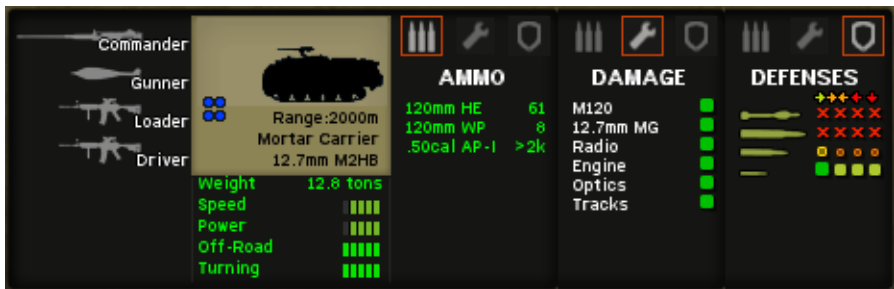 Commander
Gunner
Loader
Driver
Range:2000m
Mortar Carrier
12.7mm M2HB
Weight 12.8 tons
Speed
Power
Off-Road
Turning
AMMO
120mm HE 61
120mm WP 8
.50cal AP-I >2k
DAMAGE
M120
12.7mm MG
Radio
Engine
Optics
Tracks
DEFENSES